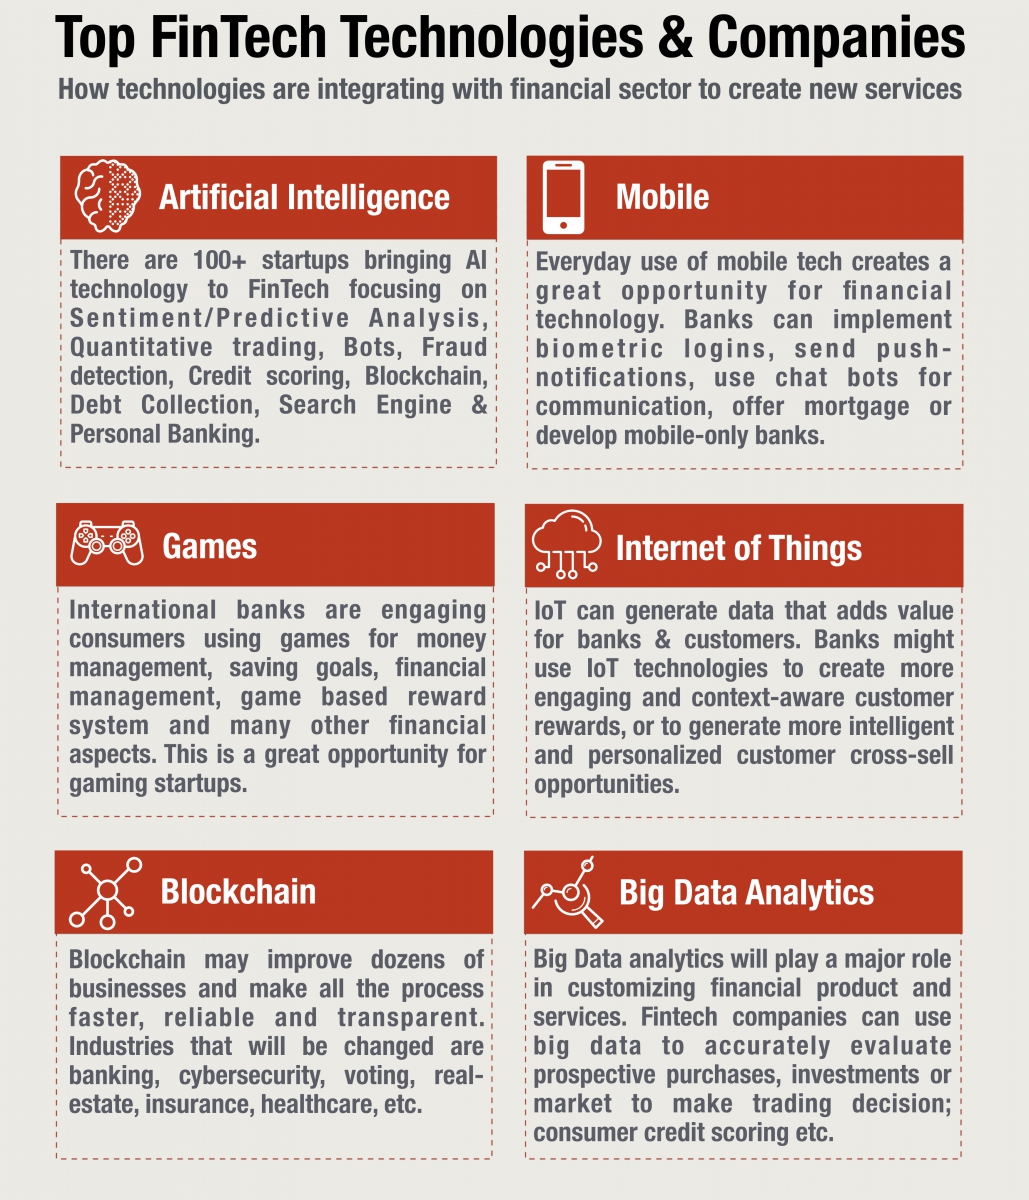 Top FinTech Technologies & Companies
How technologies are integrating with financial sector to create new services
Artificial Intelligence
There are 100+ startups bringing AI
technology to FinTech focusing on
Sentiment/Predictive Analysis,
Quantitative trading, Bots, Fraud
detection, Credit scoring, Blockchain,
Debt Collection, Search Engine &
Personal Banking.
Mobile
Everyday use of mobile tech creates a
great opportunity for financial
technology. Banks can implement
biometric logins, send push-
notifications, use chat bots for
communication, offer mortgage or
develop mobile-only banks.
Games
International banks are engaging
consumers using games for money
management, saving goals, financial
management, game based reward
system and many other financial
aspects. This is a great opportunity for
gaming startups.
Internet of Things
IoT can generate data that adds value
for banks & customers. Banks might
use IoT technologies to create more
engaging and context-aware customer
rewards, or to generate more intelligent
and personalized customer cross-sell
opportunities.
Blockchain
Blockchain may improve dozens of
businesses and make all the process
faster, reliable and transparent.
Industries that will be changed are
banking, cybersecurity, voting, real-
estate, insurance, healthcare, etc.
Big Data Analytics
Big Data analytics will play a major role
in customizing financial product and
services. Fintech companies can use
big data to accurately evaluate
prospective purchases, investments or
market to make trading decision;
consumer credit scoring etc.